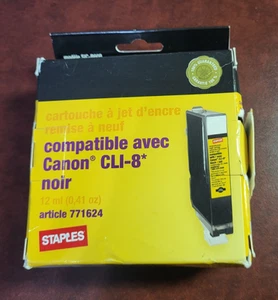 cartouche à jet d'encre
remise à neuf
compatible avec
Canon® CLI-8*
noir
12 ml (0,41 oz)
article 771624
STAPLES